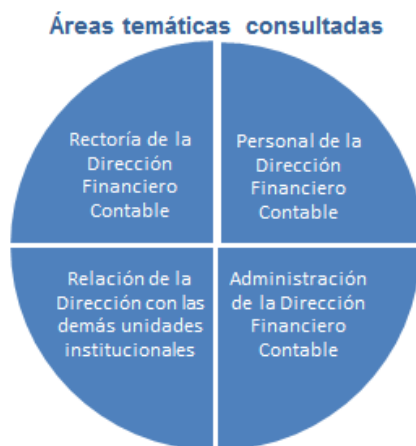 Áreas temáticas consultadas
Rectoría de la
Dirección
Financiero
Contable
Personal de la
Dirección
Financiero
Contable
Relación de la
Dirección con las
demás unidades
institucionales
Administración
de la Dirección
Financiero
Contable